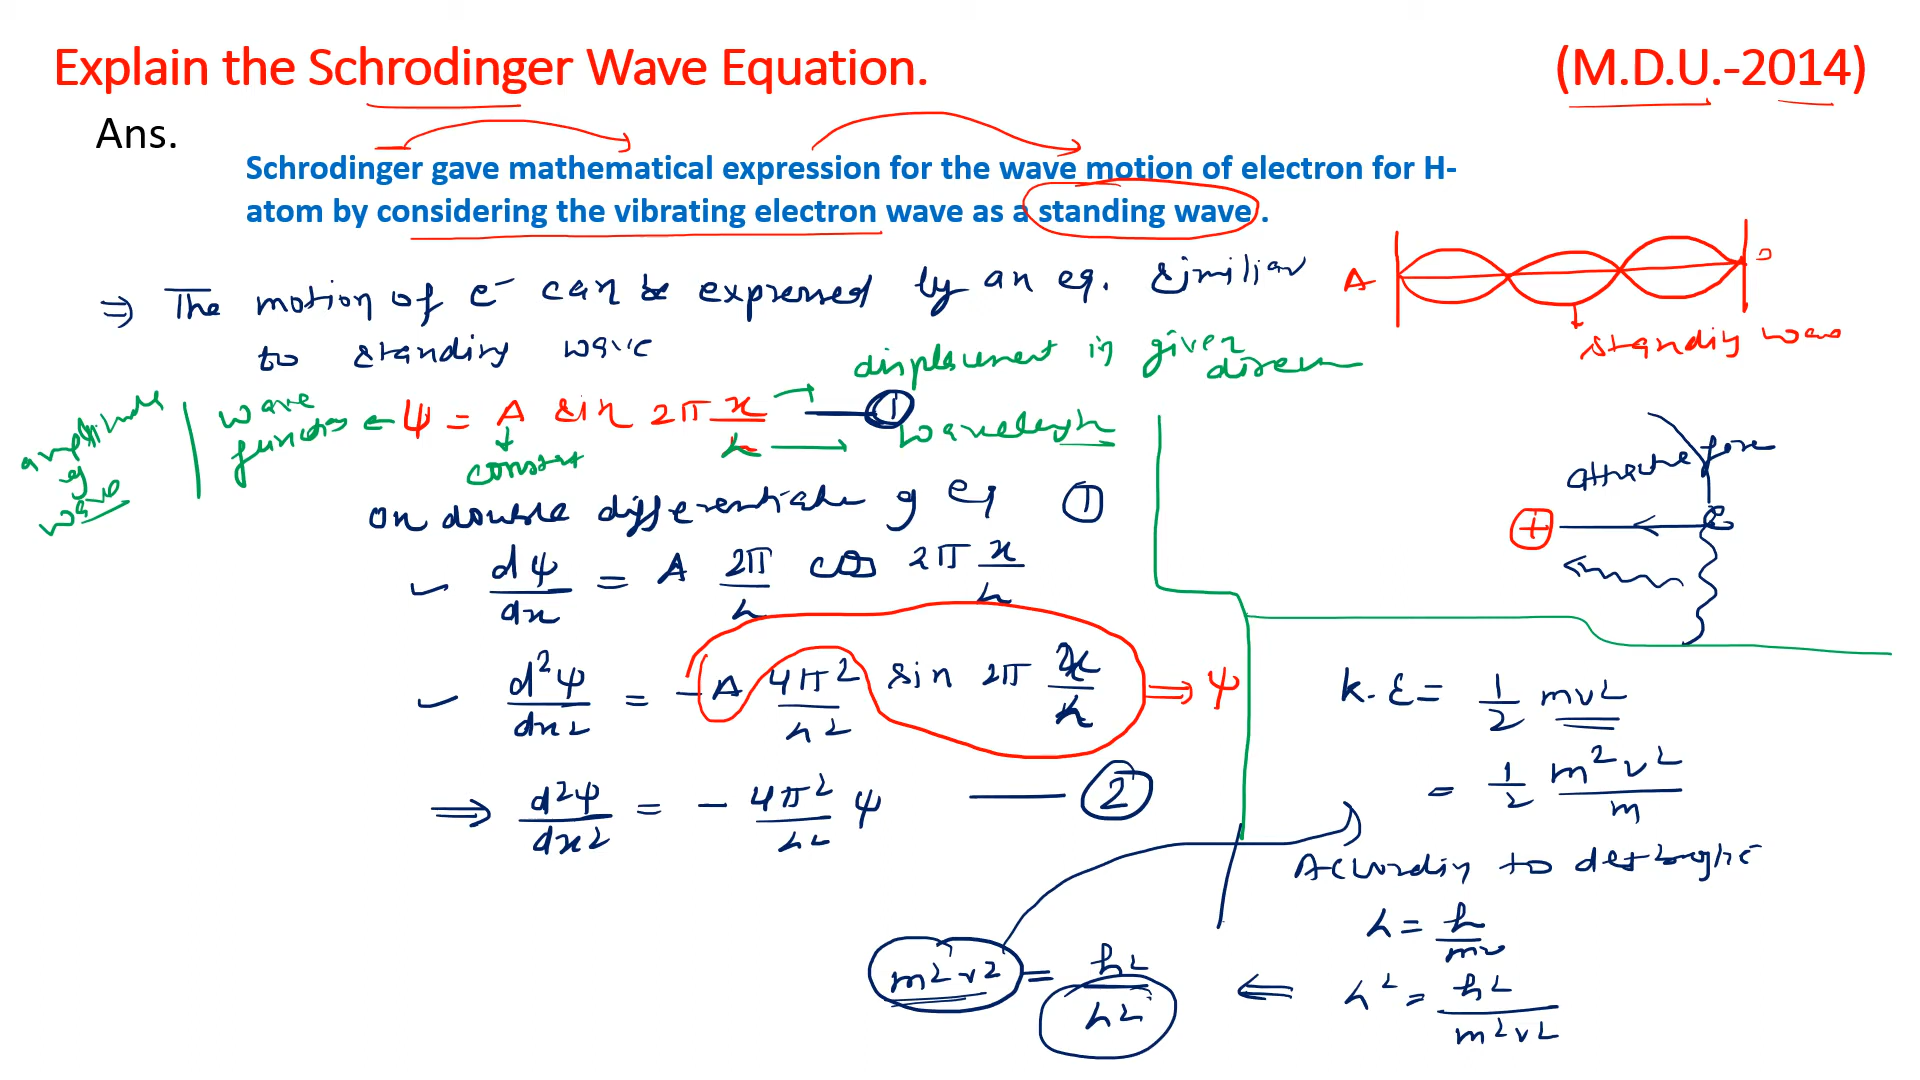 Explain the Schrodinger Wave Equation. (M.D.U.-2014)
Ans.
Schrodinger gave mathematical expression for the wave motion of electron for H-
atom by considering the vibrating electron wave as a standing wave .
⇒ The motion of e⁻ can be expressed by an eq. similiar
to standing wave
A
standing wave
displacement in given
direction
amplitude
of
wave
wave
function ← ψ = A sin 2π x/λ → ①
constant
wavelength
on double differentiate of eq ①
dψ/dx = A 2π/λ cos 2π x/λ
d²ψ/dx² = -A 4π²/λ² sin 2π x/λ ⇒ ψ
⇒ d²ψ/dx² = - 4π²/λ² ψ — ②
attractive force
+ e
K.E = 1/2 mv²
= 1/2 m²v²/m
According to
λ = h/mv
λ² = h²/m²v²
⇐
m²v² = h²/λ²